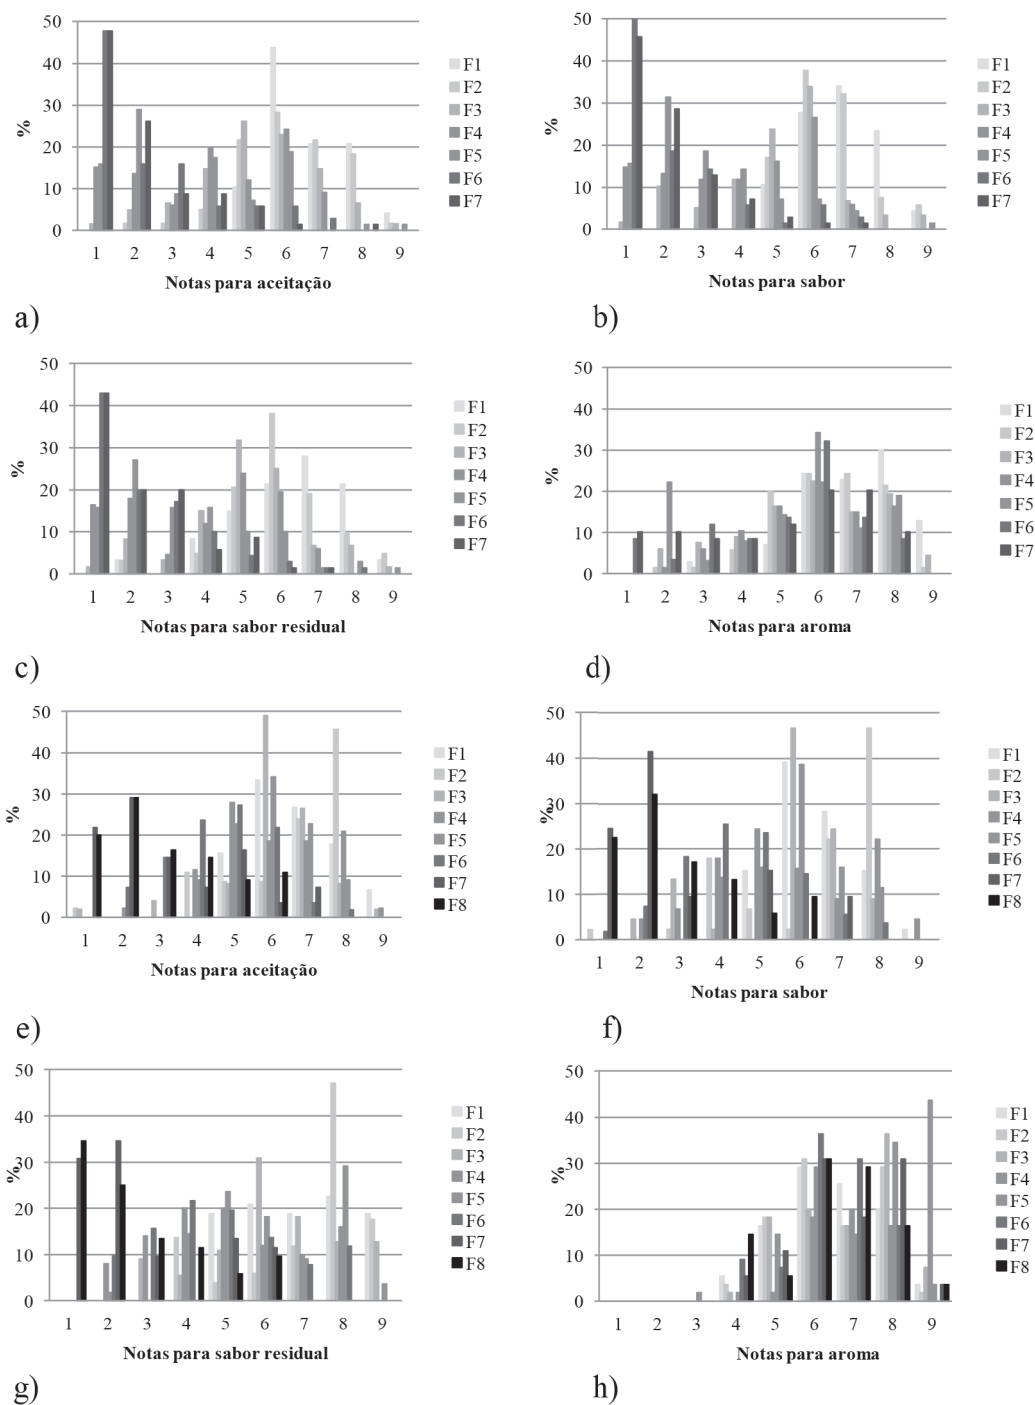 50
40
30
20
10
0
%
1 2 3 4 5 6 7 8 9
Notas para aceitação
F1
F2
F3
F4
F5
F6
F7
a)
50
40
30
20
10
0
%
1 2 3 4 5 6 7 8 9
Notas para sabor
F1
F2
F3
F4
F5
F6
F7
b)
50
40
30
20
10
0
%
1 2 3 4 5 6 7 8 9
Notas para sabor residual
F1
F2
F3
F4
F5
F6
F7
c)
50
40
30
20
10
0
%
1 2 3 4 5 6 7 8 9
Notas para aroma
F1
F2
F3
F4
F5
F6
F7
d)
50
40
30
20
10
0
%
1 2 3 4 5 6 7 8 9
Notas para aceitação
F1
F2
F3
F4
F5
F6
F7
F8
e)
50
40
30
20
10
0
%
1 2 3 4 5 6 7 8 9
Notas para sabor
F1
F2
F3
F4
F5
F6
F7
F8
f)
50
40
30
20
10
0
%
1 2 3 4 5 6 7 8 9
Notas para sabor residual
F1
F2
F3
F4
F5
F6
F7
F8
g)
50
40
30
20
10
0
%
1 2 3 4 5 6 7 8 9
Notas para aroma
F1
F2
F3
F4
F5
F6
F7
F8
h)